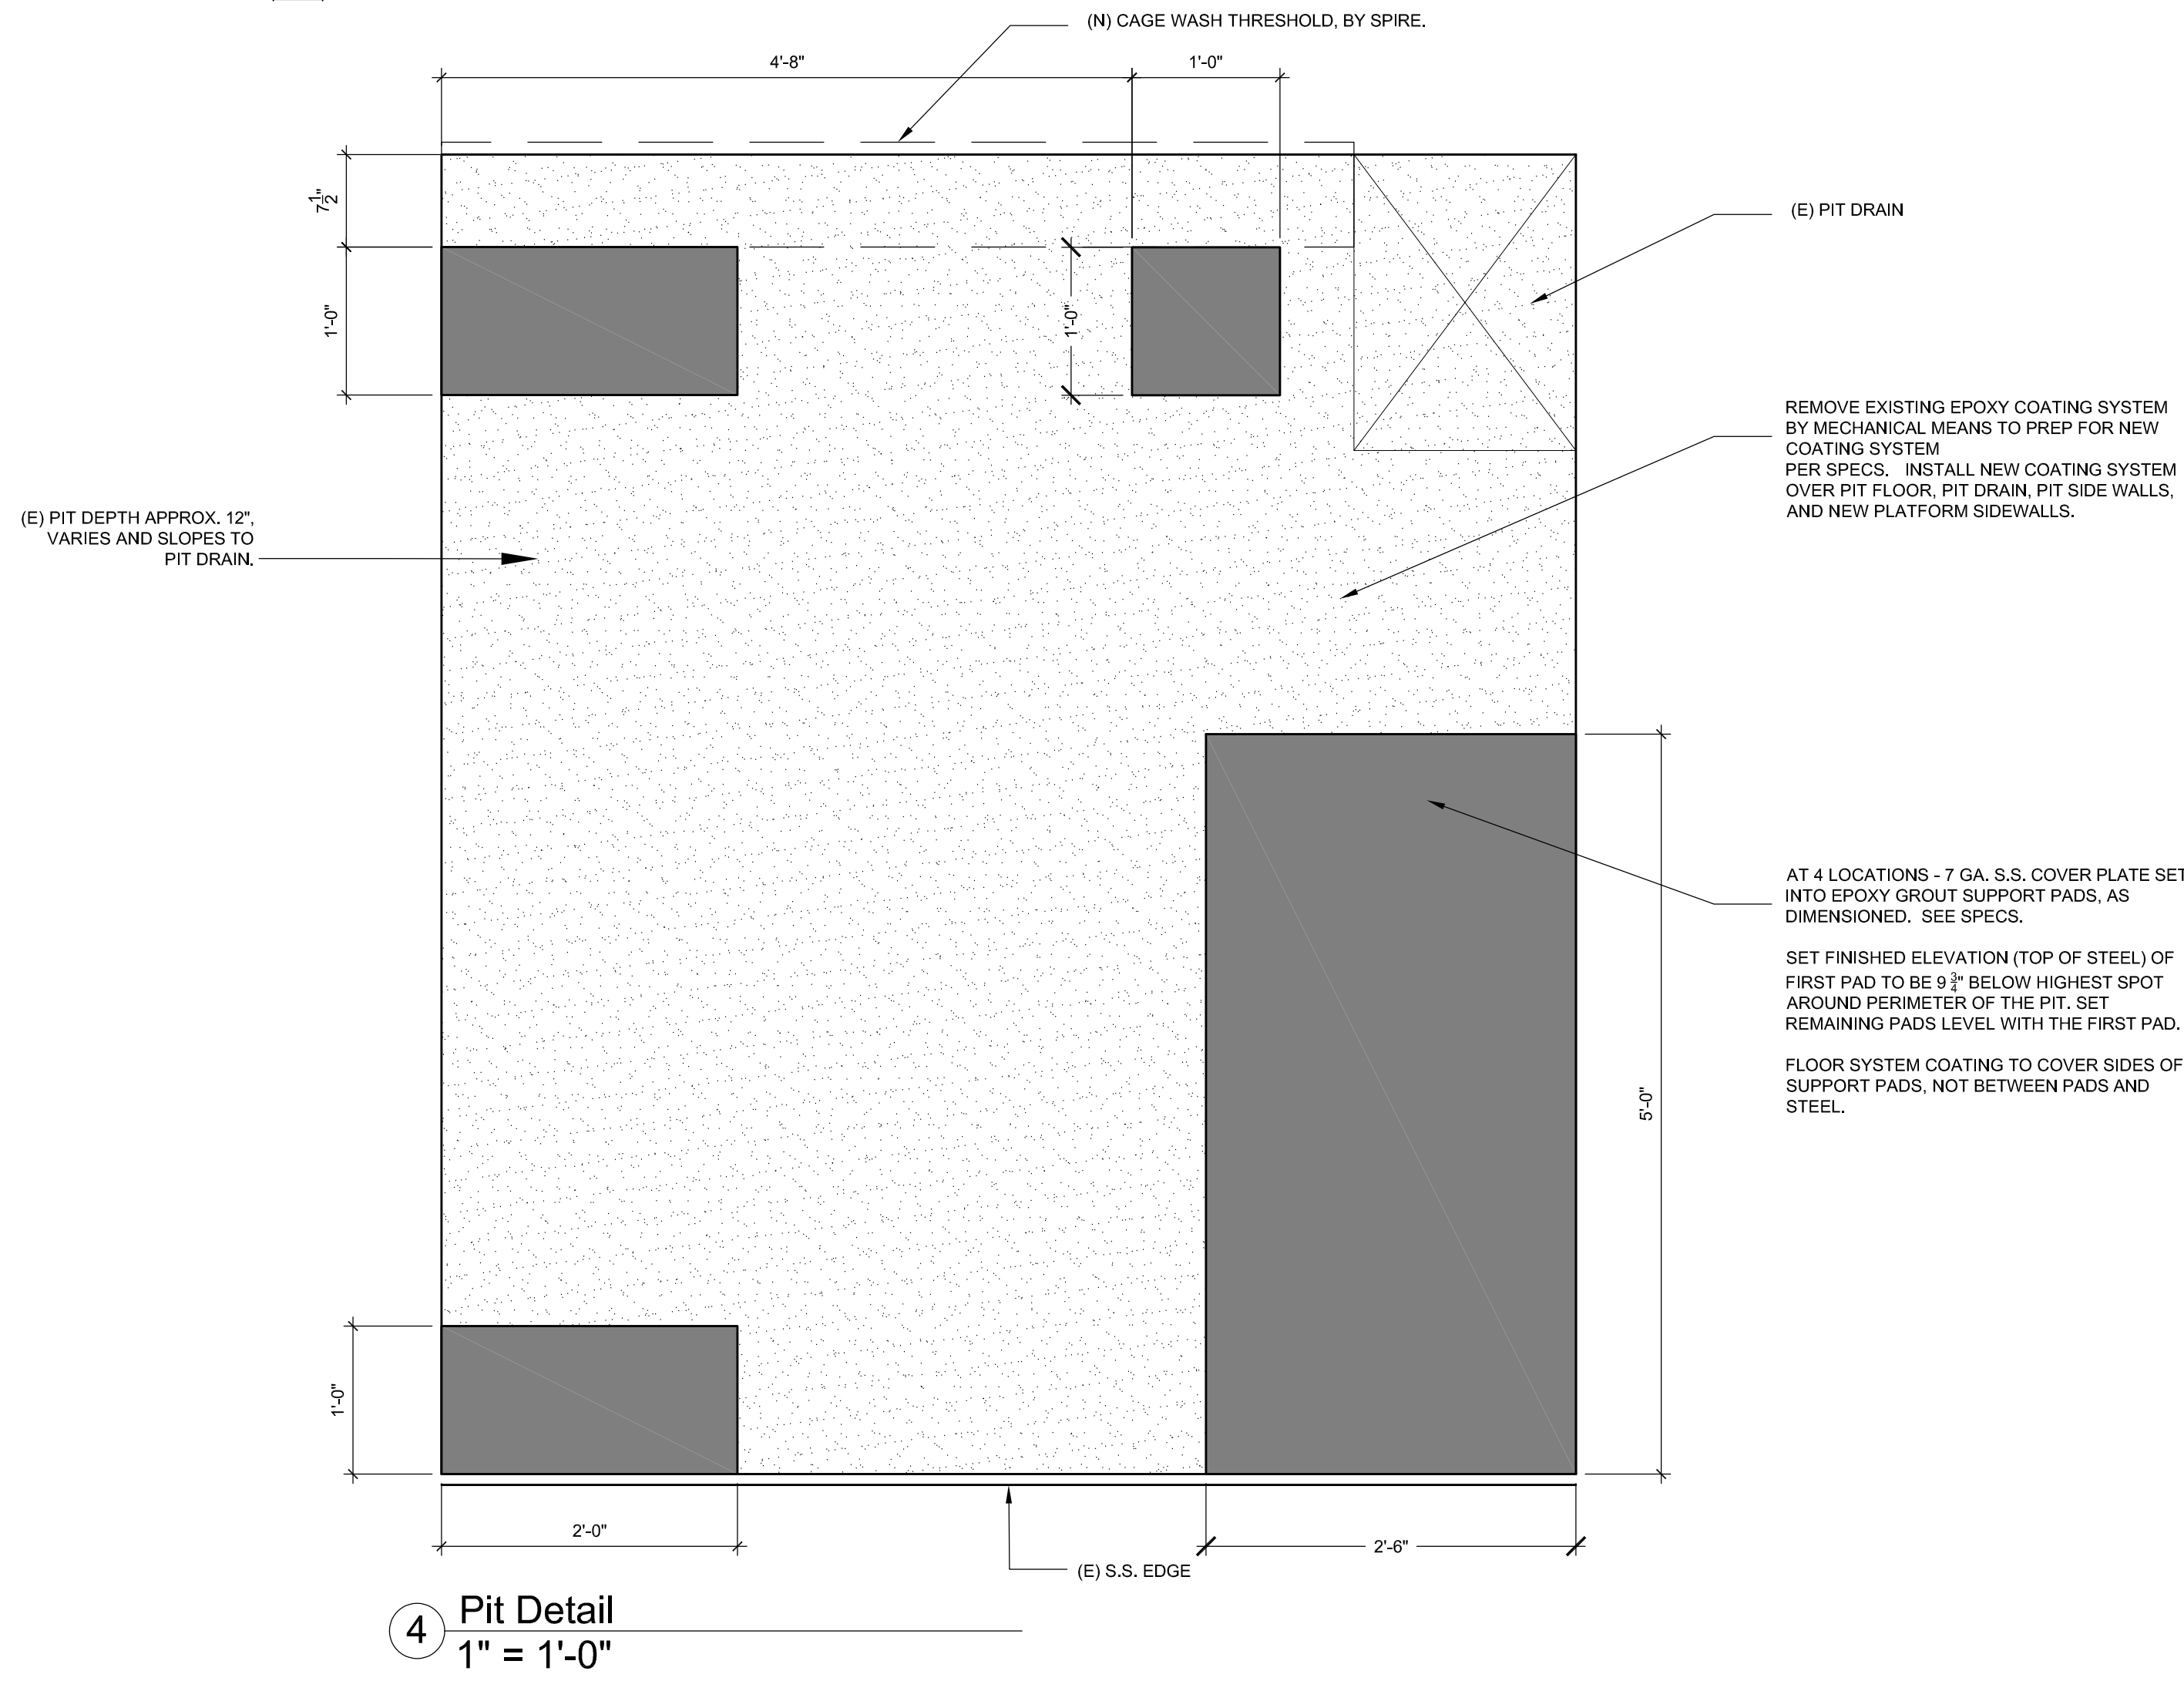 (N) CAGE WASH THRESHOLD, BY SPIRE.
4'-8"
1'-0"
7 1/2"
(E) PIT DRAIN
1'-0"
1'-0"
REMOVE EXISTING EPOXY COATING SYSTEM
BY MECHANICAL MEANS TO PREP FOR NEW
COATING SYSTEM
PER SPECS. INSTALL NEW COATING SYSTEM
OVER PIT FLOOR, PIT DRAIN, PIT SIDE WALLS,
AND NEW PLATFORM SIDEWALLS.
(E) PIT DEPTH APPROX. 12",
VARIES AND SLOPES TO
PIT DRAIN.
AT 4 LOCATIONS - 7 GA. S.S. COVER PLATE SET
INTO EPOXY GROUT SUPPORT PADS, AS
DIMENSIONED. SEE SPECS.
SET FINISHED ELEVATION (TOP OF STEEL) OF
FIRST PAD TO BE 9 3/4" BELOW HIGHEST SPOT
AROUND PERIMETER OF THE PIT. SET
REMAINING PADS LEVEL WITH THE FIRST PAD.
FLOOR SYSTEM COATING TO COVER SIDES OF
SUPPORT PADS, NOT BETWEEN PADS AND
STEEL.
5'-0"
1'-0"
2'-0"
2'-6"
(E) S.S. EDGE
4
Pit Detail
1" = 1'-0"